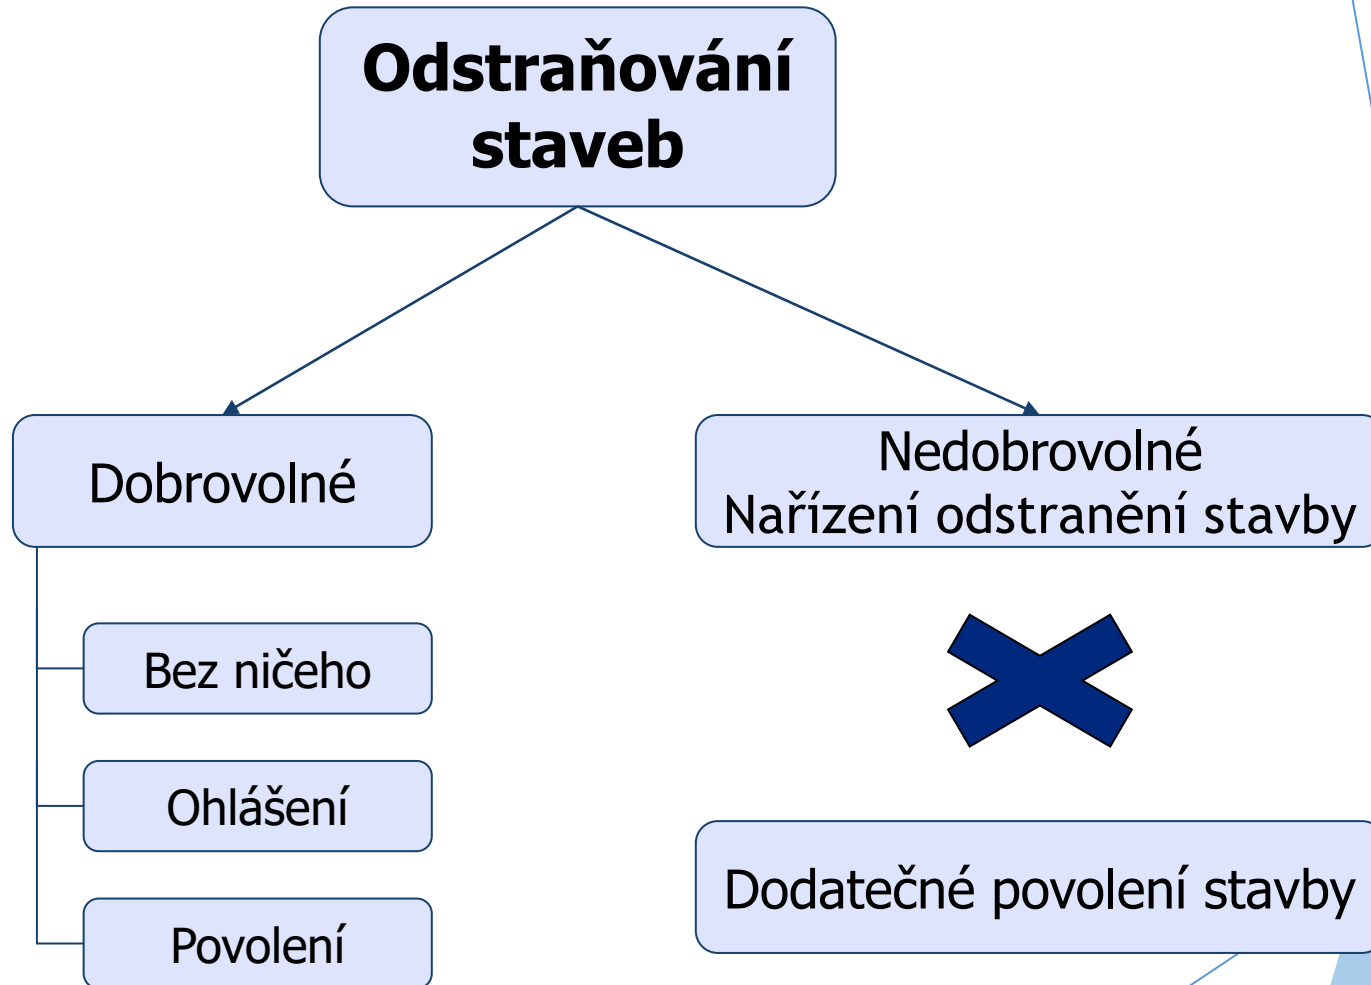 Odstraňování
staveb
Dobrovolné
Bez ničeho
Ohlášení
Povolení
Nedobrovolné
Nařízení odstranění stavby
Dodatečné povolení stavby